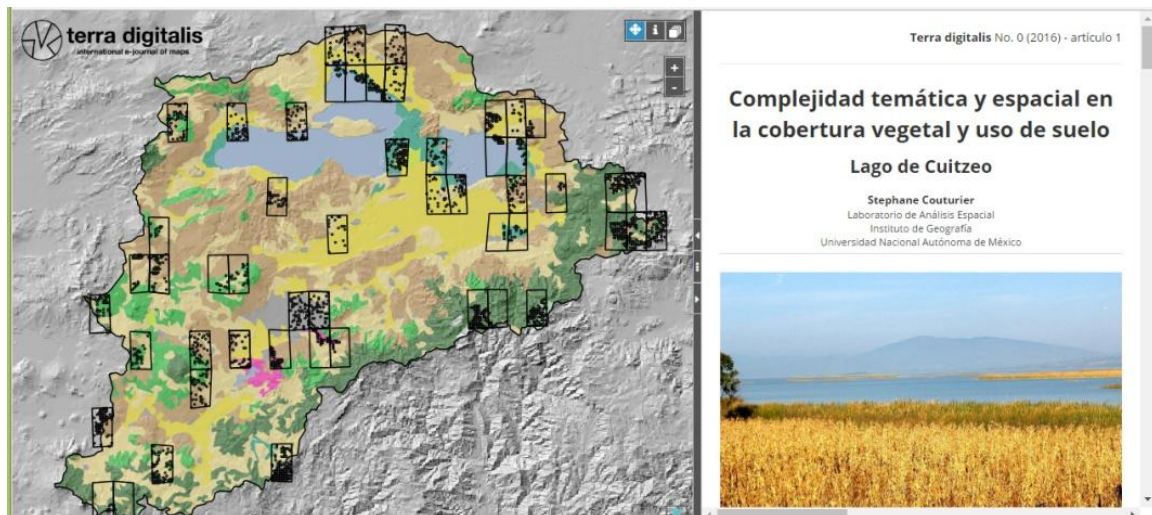 terra digitalis
international e-journal of maps
i
+
-
Terra digitalis No. 0 (2016) - artículo 1
Complejidad temática y espacial en
la cobertura vegetal y uso de suelo
Lago de Cuitzeo
Stephane Couturier
Laboratorio de Análisis Espacial
Instituto de Geografía
Universidad Nacional Autónoma de México